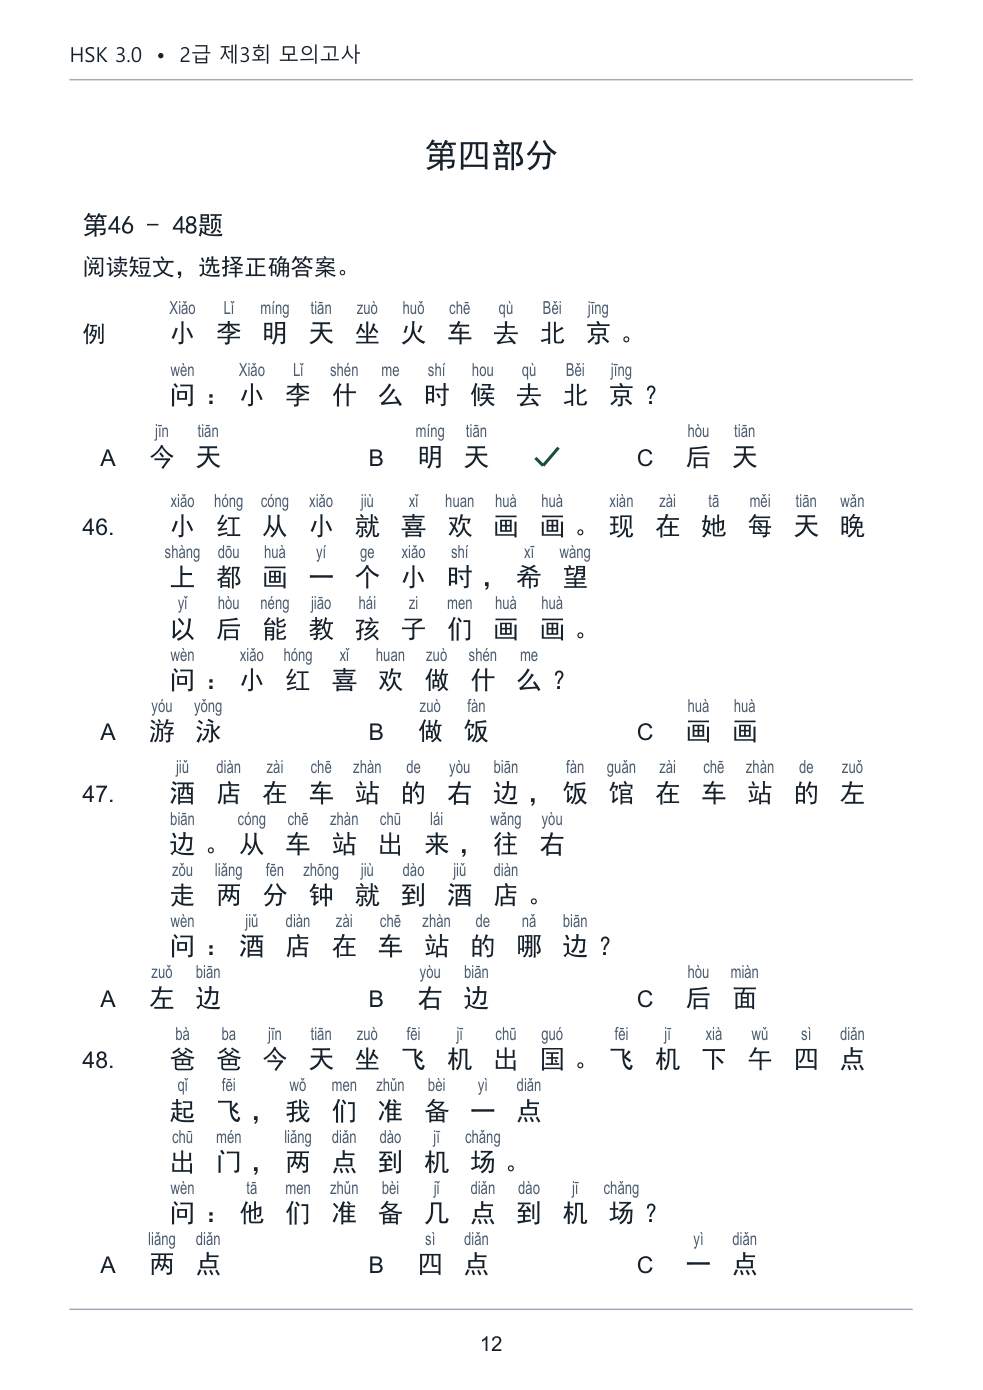 HSK 3.0 • 2급 제3회 모의고사
第四部分
第46 – 48题
阅读短文，选择正确答案。
Xiǎo Lǐ míng tiān zuò huǒ chē qù Běi jīng
例 小李明天坐火车去北京。
wèn Xiǎo Lǐ shén me shí hou qù Běi jīng
问：小李什么时候去北京？
jīn tiān míng tiān hòu tiān
A 今天 B 明天 ✓ C 后天
xiǎo hóng cóng xiǎo jiù xǐ huan huà huà xiàn zài tā měi tiān wǎn
46. 小红从小就喜欢画画。现在她每天晚
shàng dōu huà yí ge xiǎo shí xī wàng
上都画一个小时，希望
yǐ hòu néng jiāo hái zi men huà huà
以后能教孩子们画画。
wèn xiǎo hóng xǐ huan zuò shén me
问：小红喜欢做什么？
yóu yǒng zuò fàn huà huà
A 游泳 B 做饭 C 画画
jiǔ diàn zài chē zhàn de yòu biān fàn guǎn zài chē zhàn de zuǒ
47. 酒店在车站的右边，饭馆在车站的左
biān cóng chē zhàn chū lái wǎng yòu
边。从车站出来，往右
zǒu liǎng fēn zhōng jiù dào jiǔ diàn
走两分钟就到酒店。
wèn jiǔ diàn zài chē zhàn de nǎ biān
问：酒店在车站的哪边？
zuǒ biān yòu biān hòu miàn
A 左边 B 右边 C 后面
bà ba jīn tiān zuò fēi jī chū guó fēi jī xià wǔ sì diǎn
48. 爸爸今天坐飞机出国。飞机下午四点
qǐ fēi wǒ men zhǔn bèi yì diǎn
起飞，我们准备一点
chū mén liǎng diǎn dào jī chǎng
出门，两点到机场。
wèn tā men zhǔn bèi jǐ diǎn dào jī chǎng
问：他们准备几点到机场？
liǎng diǎn sì diǎn yì diǎn
A 两点 B 四点 C 一点
12